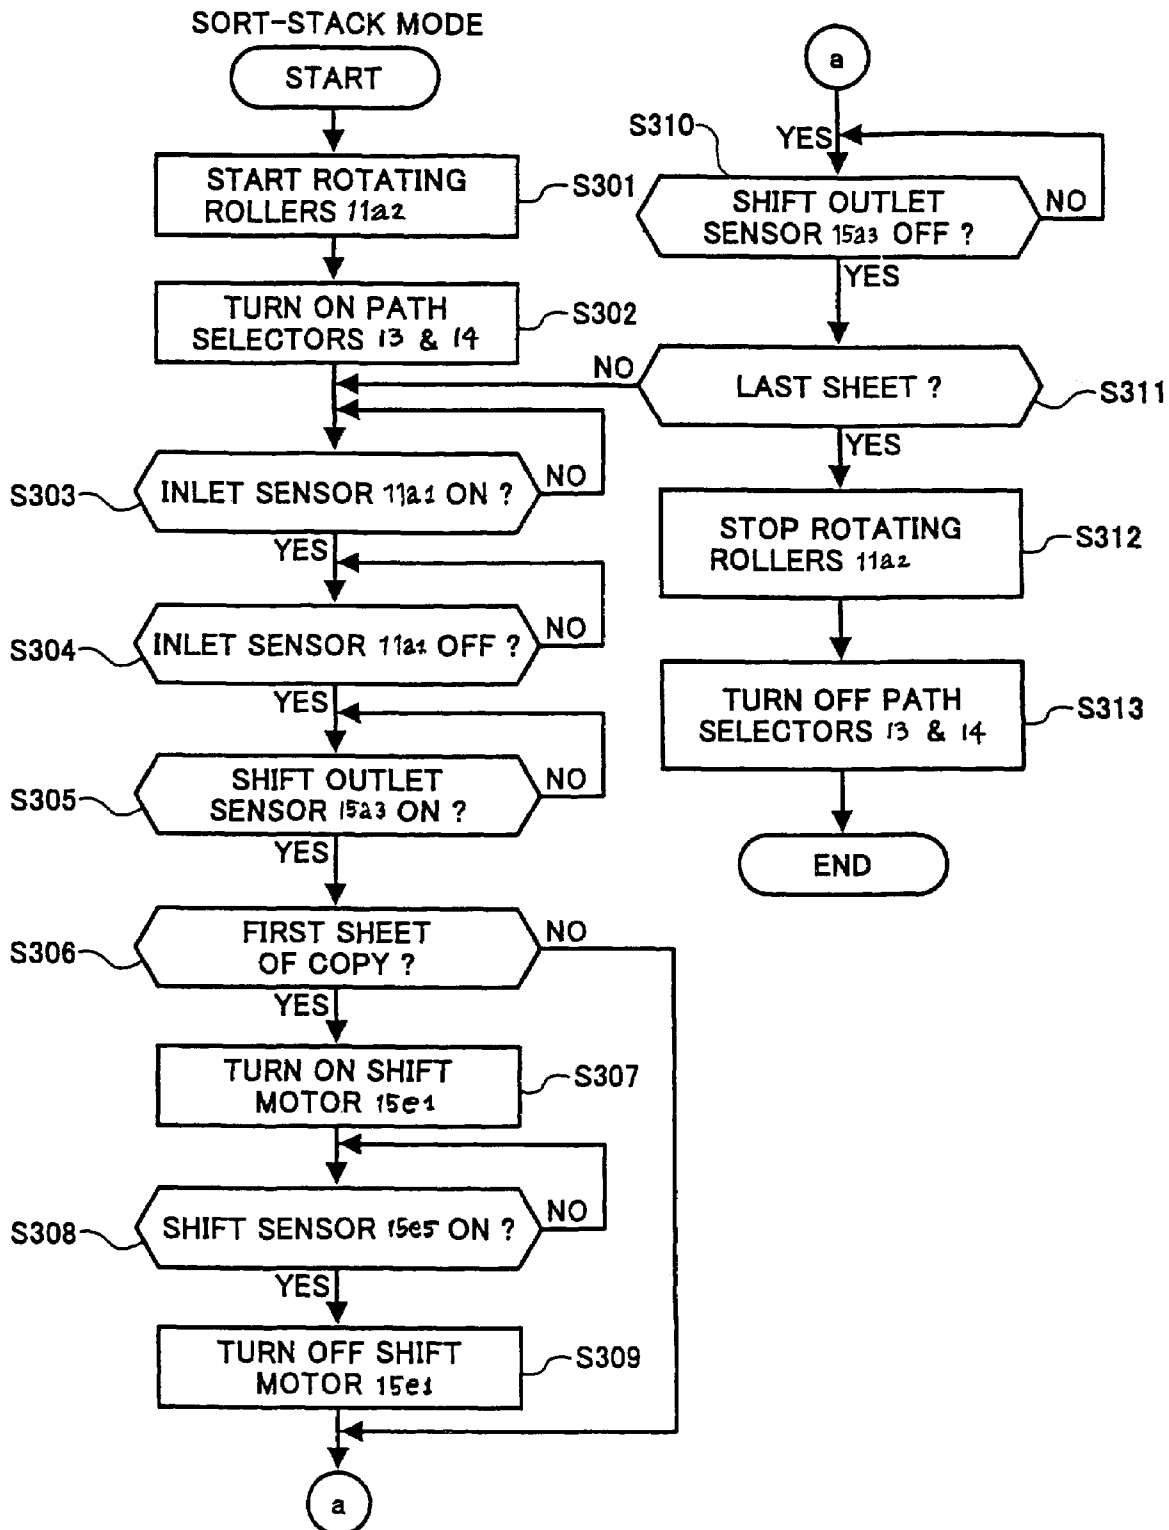 SORT-STACK MODE
START
START ROTATING
ROLLERS 11a2
S301
TURN ON PATH
SELECTORS 13 & 14
S302
S303
INLET SENSOR 11a1 ON ?
NO
YES
S304
INLET SENSOR 11a1 OFF ?
NO
YES
S305
SHIFT OUTLET
SENSOR 15a3 ON ?
NO
YES
S306
FIRST SHEET
OF COPY ?
NO
YES
TURN ON SHIFT
MOTOR 15e1
S307
S308
SHIFT SENSOR 15e5 ON ?
NO
YES
TURN OFF SHIFT
MOTOR 15e1
S309
a
a
YES
S310
SHIFT OUTLET
SENSOR 15a3 OFF ?
NO
YES
NO
LAST SHEET ?
S311
YES
STOP ROTATING
ROLLERS 11a2
S312
TURN OFF PATH
SELECTORS 13 & 14
S313
END